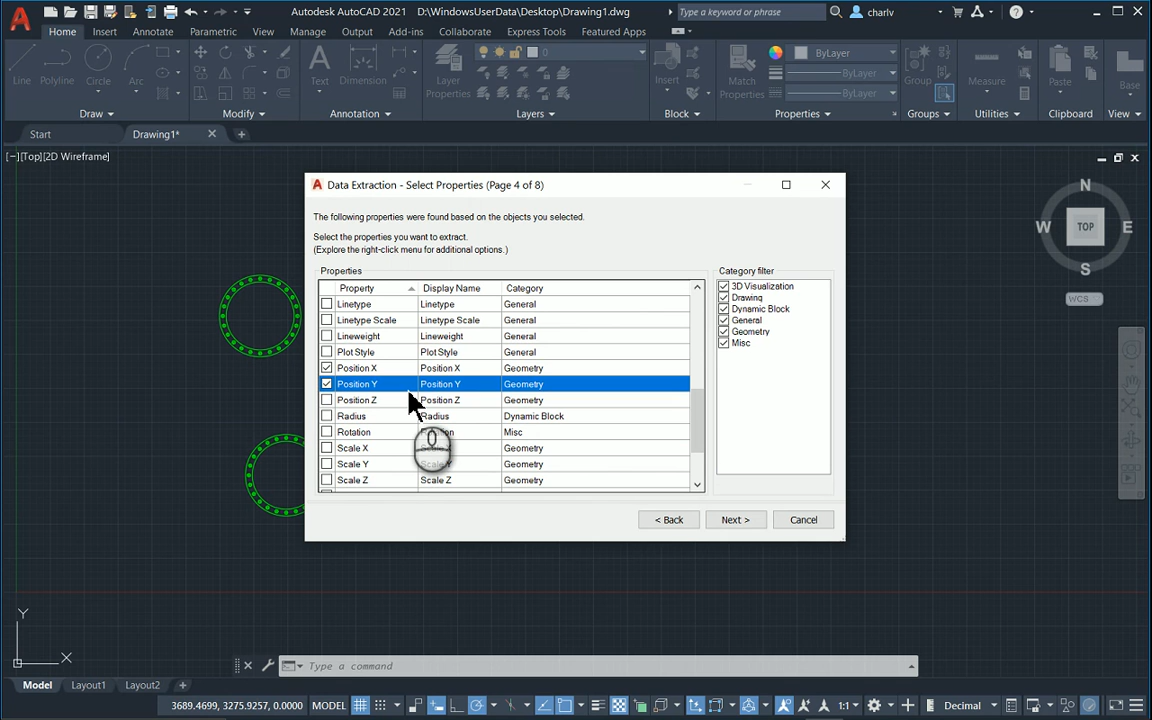 Autodesk AutoCAD 2021 D:\WindowsUserData\Desktop\Drawing1.dwg
Type a keyword or phrase
charlv
Home Insert Annotate Parametric View Manage Output Add-ins Collaborate Express Tools Featured Apps
Line Polyline Circle Arc Text Dimension Layer Properties 0 Insert Match Properties ByLayer Group Measure Paste Base
ByLayer
ByLayer
Draw Modify Annotation Layers Block Properties Groups Utilities Clipboard View
Start Drawing1*
[−][Top][2D Wireframe]
N
W TOP E
S
WCS
Data Extraction - Select Properties (Page 4 of 8)
The following properties were found based on the objects you selected.
Select the properties you want to extract.
(Explore the right-click menu for additional options.)
Properties
Property Display Name Category
Linetype Linetype General
Linetype Scale Linetype Scale General
Lineweight Lineweight General
Plot Style Plot Style General
Position X Position X Geometry
Position Y Position Y Geometry
Position Z Position Z Geometry
Radius Radius Dynamic Block
Rotation Misc
Scale X Scale X Geometry
Scale Y Scale Y Geometry
Scale Z Scale Z Geometry
Category filter
3D Visualization
Drawing
Dynamic Block
General
Geometry
Misc
< Back Next > Cancel
Y
X
Type a command
Model Layout1 Layout2
3689.4699, 3275.9257, 0.0000 MODEL 1:1 Decimal